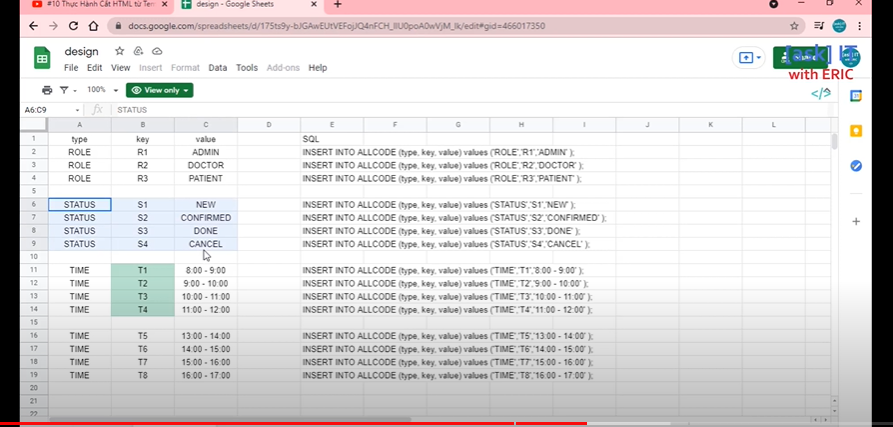 #10 Thực Hành Cắt HTML từ Tem
design - Google Sheets
docs.google.com/spreadsheets/d/
design
File Edit View Insert Format Data Tools Add-ons Help
[ask] IT
with ERIC
</>
100% View only
A6:C9 fx STATUS
A B C D E F G H I J K L
1 type key value SQL
2 ROLE R1 ADMIN INSERT INTO ALLCODE (type, key, value) values ('ROLE','R1','ADMIN' );
3 ROLE R2 DOCTOR INSERT INTO ALLCODE (type, key, value) values ('ROLE','R2','DOCTOR' );
4 ROLE R3 PATIENT INSERT INTO ALLCODE (type, key, value) values ('ROLE','R3','PATIENT' );
5
6 STATUS S1 NEW INSERT INTO ALLCODE (type, key, value) values ('STATUS','S1','NEW' );
7 STATUS S2 CONFIRMED INSERT INTO ALLCODE (type, key, value) values ('STATUS','S2','CONFIRMED' );
8 STATUS S3 DONE INSERT INTO ALLCODE (type, key, value) values ('STATUS','S3','DONE' );
9 STATUS S4 CANCEL INSERT INTO ALLCODE (type, key, value) values ('STATUS','S4','CANCEL' );
10
11 TIME T1 8:00 - 9:00 INSERT INTO ALLCODE (type, key, value) values ('TIME','T1','8:00 - 9:00' );
12 TIME T2 9:00 - 10:00 INSERT INTO ALLCODE (type, key, value) values ('TIME','T2','9:00 - 10:00' );
13 TIME T3 10:00 - 11:00 INSERT INTO ALLCODE (type, key, value) values ('TIME','T3','10:00 - 11:00' );
14 TIME T4 11:00 - 12:00 INSERT INTO ALLCODE (type, key, value) values ('TIME','T4','11:00 - 12:00' );
15
16 TIME T5 13:00 - 14:00 INSERT INTO ALLCODE (type, key, value) values ('TIME','T5','13:00 - 14:00' );
17 TIME T6 14:00 - 15:00 INSERT INTO ALLCODE (type, key, value) values ('TIME','T6','14:00 - 15:00' );
18 TIME T7 15:00 - 16:00 INSERT INTO ALLCODE (type, key, value) values ('TIME','T7','15:00 - 16:00' );
19 TIME T8 16:00 - 17:00 INSERT INTO ALLCODE (type, key, value) values ('TIME','T8','16:00 - 17:00' );
20
21
22